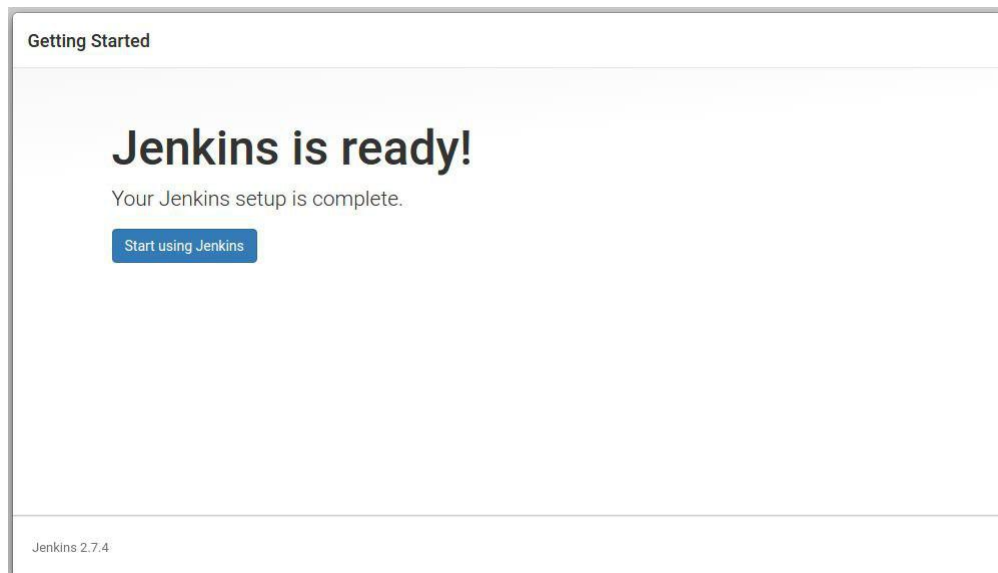 Getting Started
Jenkins is ready!
Your Jenkins setup is complete.
Start using Jenkins
Jenkins 2.7.4